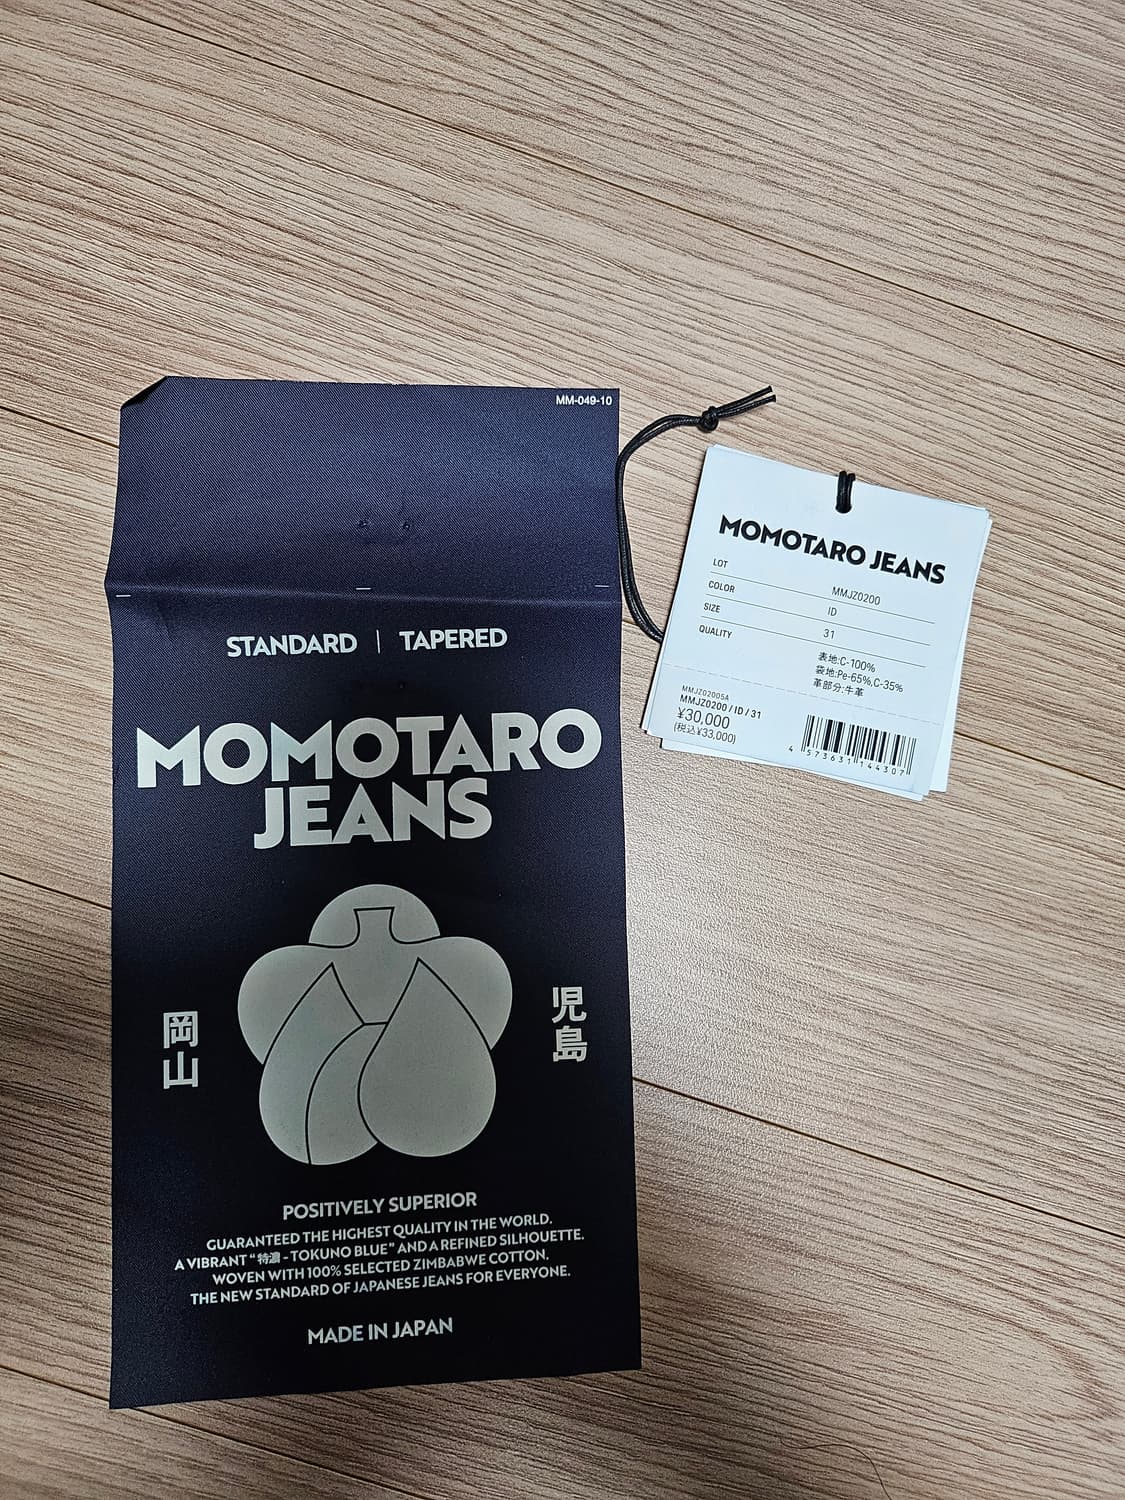 MM-049-10
STANDARD | TAPERED
MOMOTARO
JEANS
岡山
児島
POSITIVELY SUPERIOR
GUARANTEED THE HIGHEST QUALITY IN THE WORLD.
A VIBRANT “特濃 - TOKUNO BLUE” AND A REFINED SILHOUETTE.
WOVEN WITH 100% SELECTED ZIMBABWE COTTON.
THE NEW STANDARD OF JAPANESE JEANS FOR EVERYONE.
MADE IN JAPAN
MOMOTARO JEANS
LOT MMJZ0200
COLOR ID
SIZE 31
QUALITY
表地:C-100%
袋地:Pe-65%,C-35%
革部分:牛革
MMJZ02005A
MMJZ0200 / ID / 31
¥30,000
(税込¥33,000)
4 573631 144307